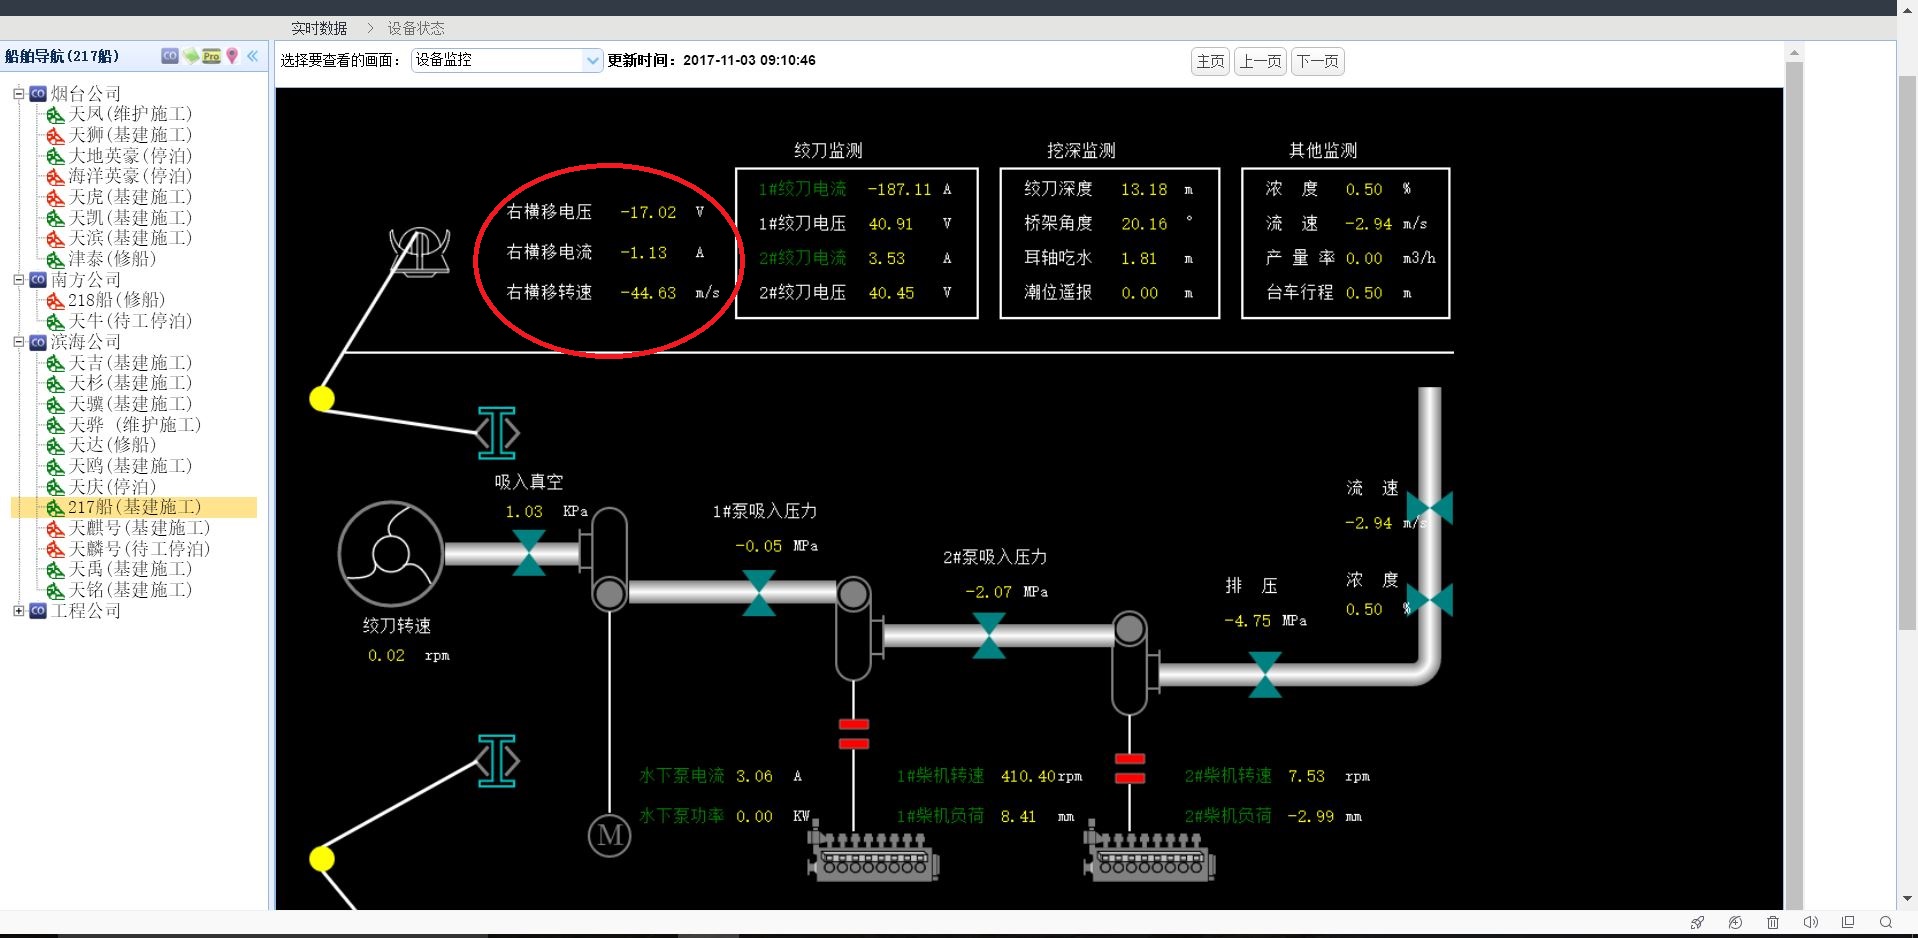 实时数据 > 设备状态
船舶导航(217船) CO Pro «
选择要查看的画面： 设备监控 更新时间：2017-11-03 09:10:46 主页 上一页 下一页
CO 烟台公司
天凤(维护施工)
天狮(基建施工)
大地英豪(停泊)
海洋英豪(停泊)
天虎(基建施工)
天凯(基建施工)
天滨(基建施工)
津泰(修船)
CO 南方公司
218船(修船)
天牛(待工停泊)
CO 滨海公司
天吉(基建施工)
天杉(基建施工)
天骥(基建施工)
天骅 (维护施工)
天达(修船)
天鸥(基建施工)
天庆(停泊)
217船(基建施工)
天麒号(基建施工)
天麟号(待工停泊)
天禹(基建施工)
天铭(基建施工)
CO 工程公司
右横移电压 -17.02 V
右横移电流 -1.13 A
右横移转速 -44.63 m/s
绞刀监测
1#绞刀电流 -187.11 A
1#绞刀电压 40.91 V
2#绞刀电流 3.53 A
2#绞刀电压 40.45 V
挖深监测
绞刀深度 13.18 m
桥架角度 20.16 °
耳轴吃水 1.81 m
潮位遥报 0.00 m
其他监测
浓 度 0.50 %
流 速 -2.94 m/s
产 量 率 0.00 m3/h
台车行程 0.50 m
吸入真空
1.03 KPa
1#泵吸入压力
-0.05 MPa
2#泵吸入压力
-2.07 MPa
排 压
-4.75 MPa
流 速
-2.94 m/s
浓 度
0.50 %
绞刀转速
0.02 rpm
水下泵电流 3.06 A
水下泵功率 0.00 KW
M
1#柴机转速 410.40 rpm
1#柴机负荷 8.41 mm
2#柴机转速 7.53 rpm
2#柴机负荷 -2.99 mm